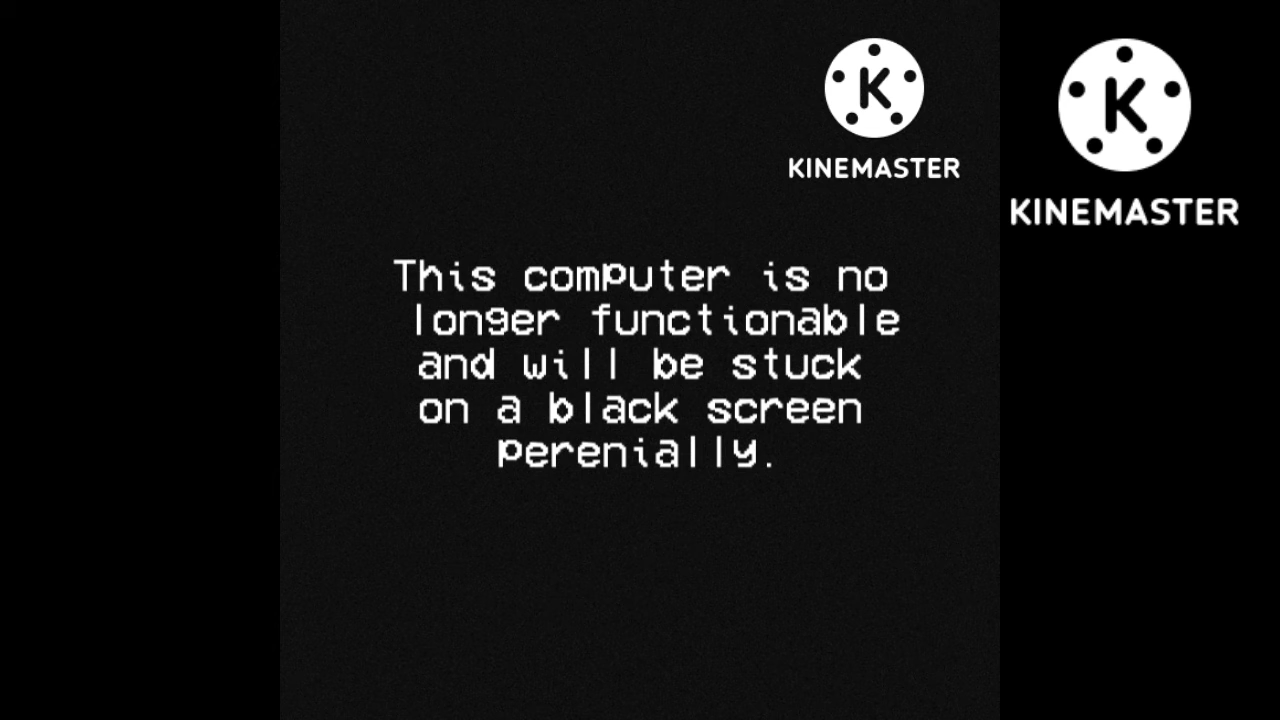 K
KINEMASTER
K
KINEMASTER
This computer is no
longer functionable
and will be stuck
on a black screen
perenially.